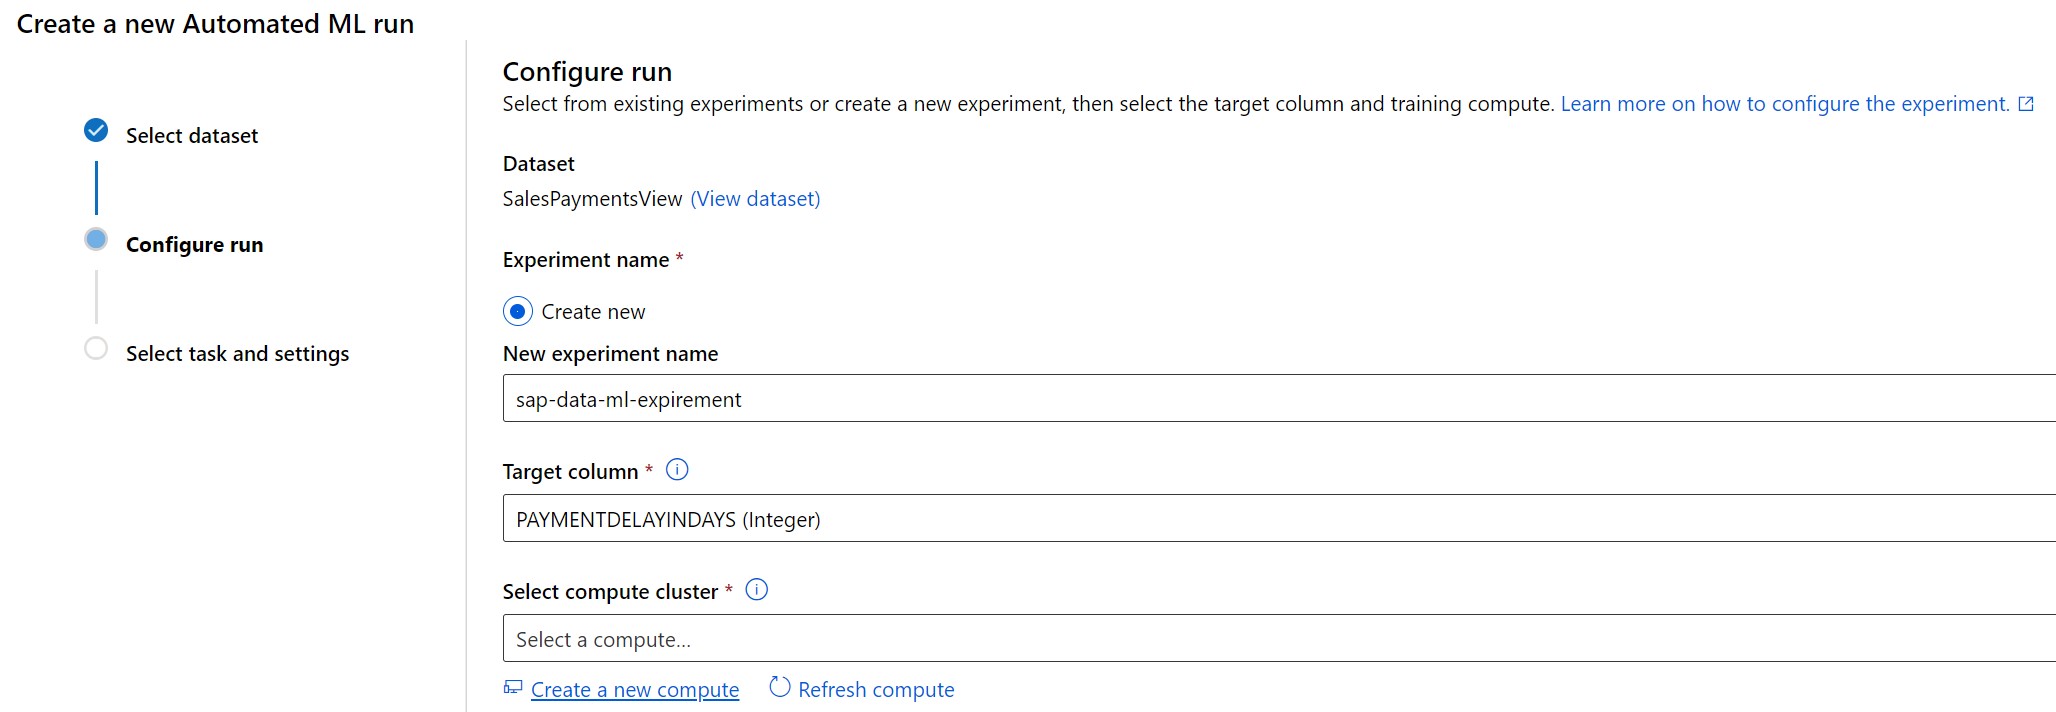 Create a new Automated ML run
Select dataset
Configure run
Select task and settings
Configure run
Select from existing experiments or create a new experiment, then select the target column and training compute. Learn more on how to configure the experiment.
Dataset
SalesPaymentsView (View dataset)
Experiment name *
Create new
New experiment name
sap-data-ml-expirement
Target column *
PAYMENTDELAYINDAYS (Integer)
Select compute cluster *
Select a compute...
Create a new compute Refresh compute